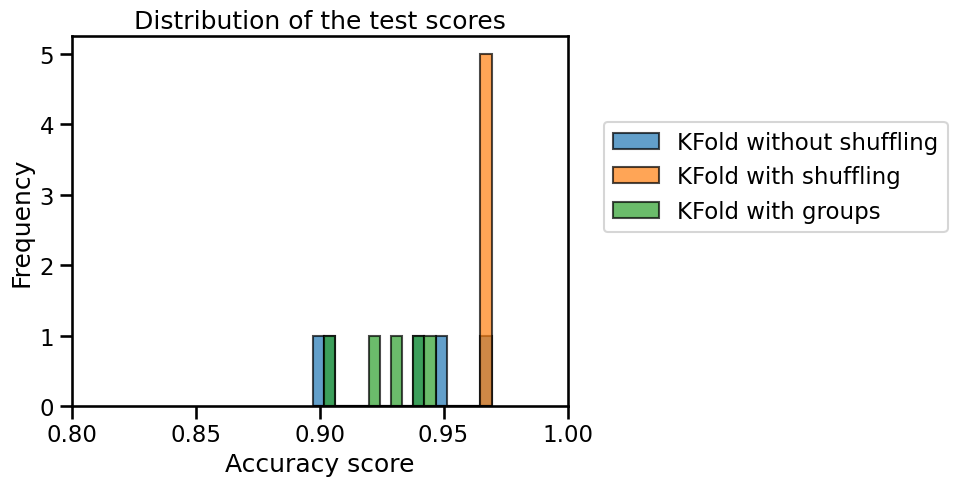 Distribution of the test scores
Frequency
5
4
3
2
1
0
0.80 0.85 0.90 0.95 1.00
Accuracy score
KFold without shuffling
KFold with shuffling
KFold with groups